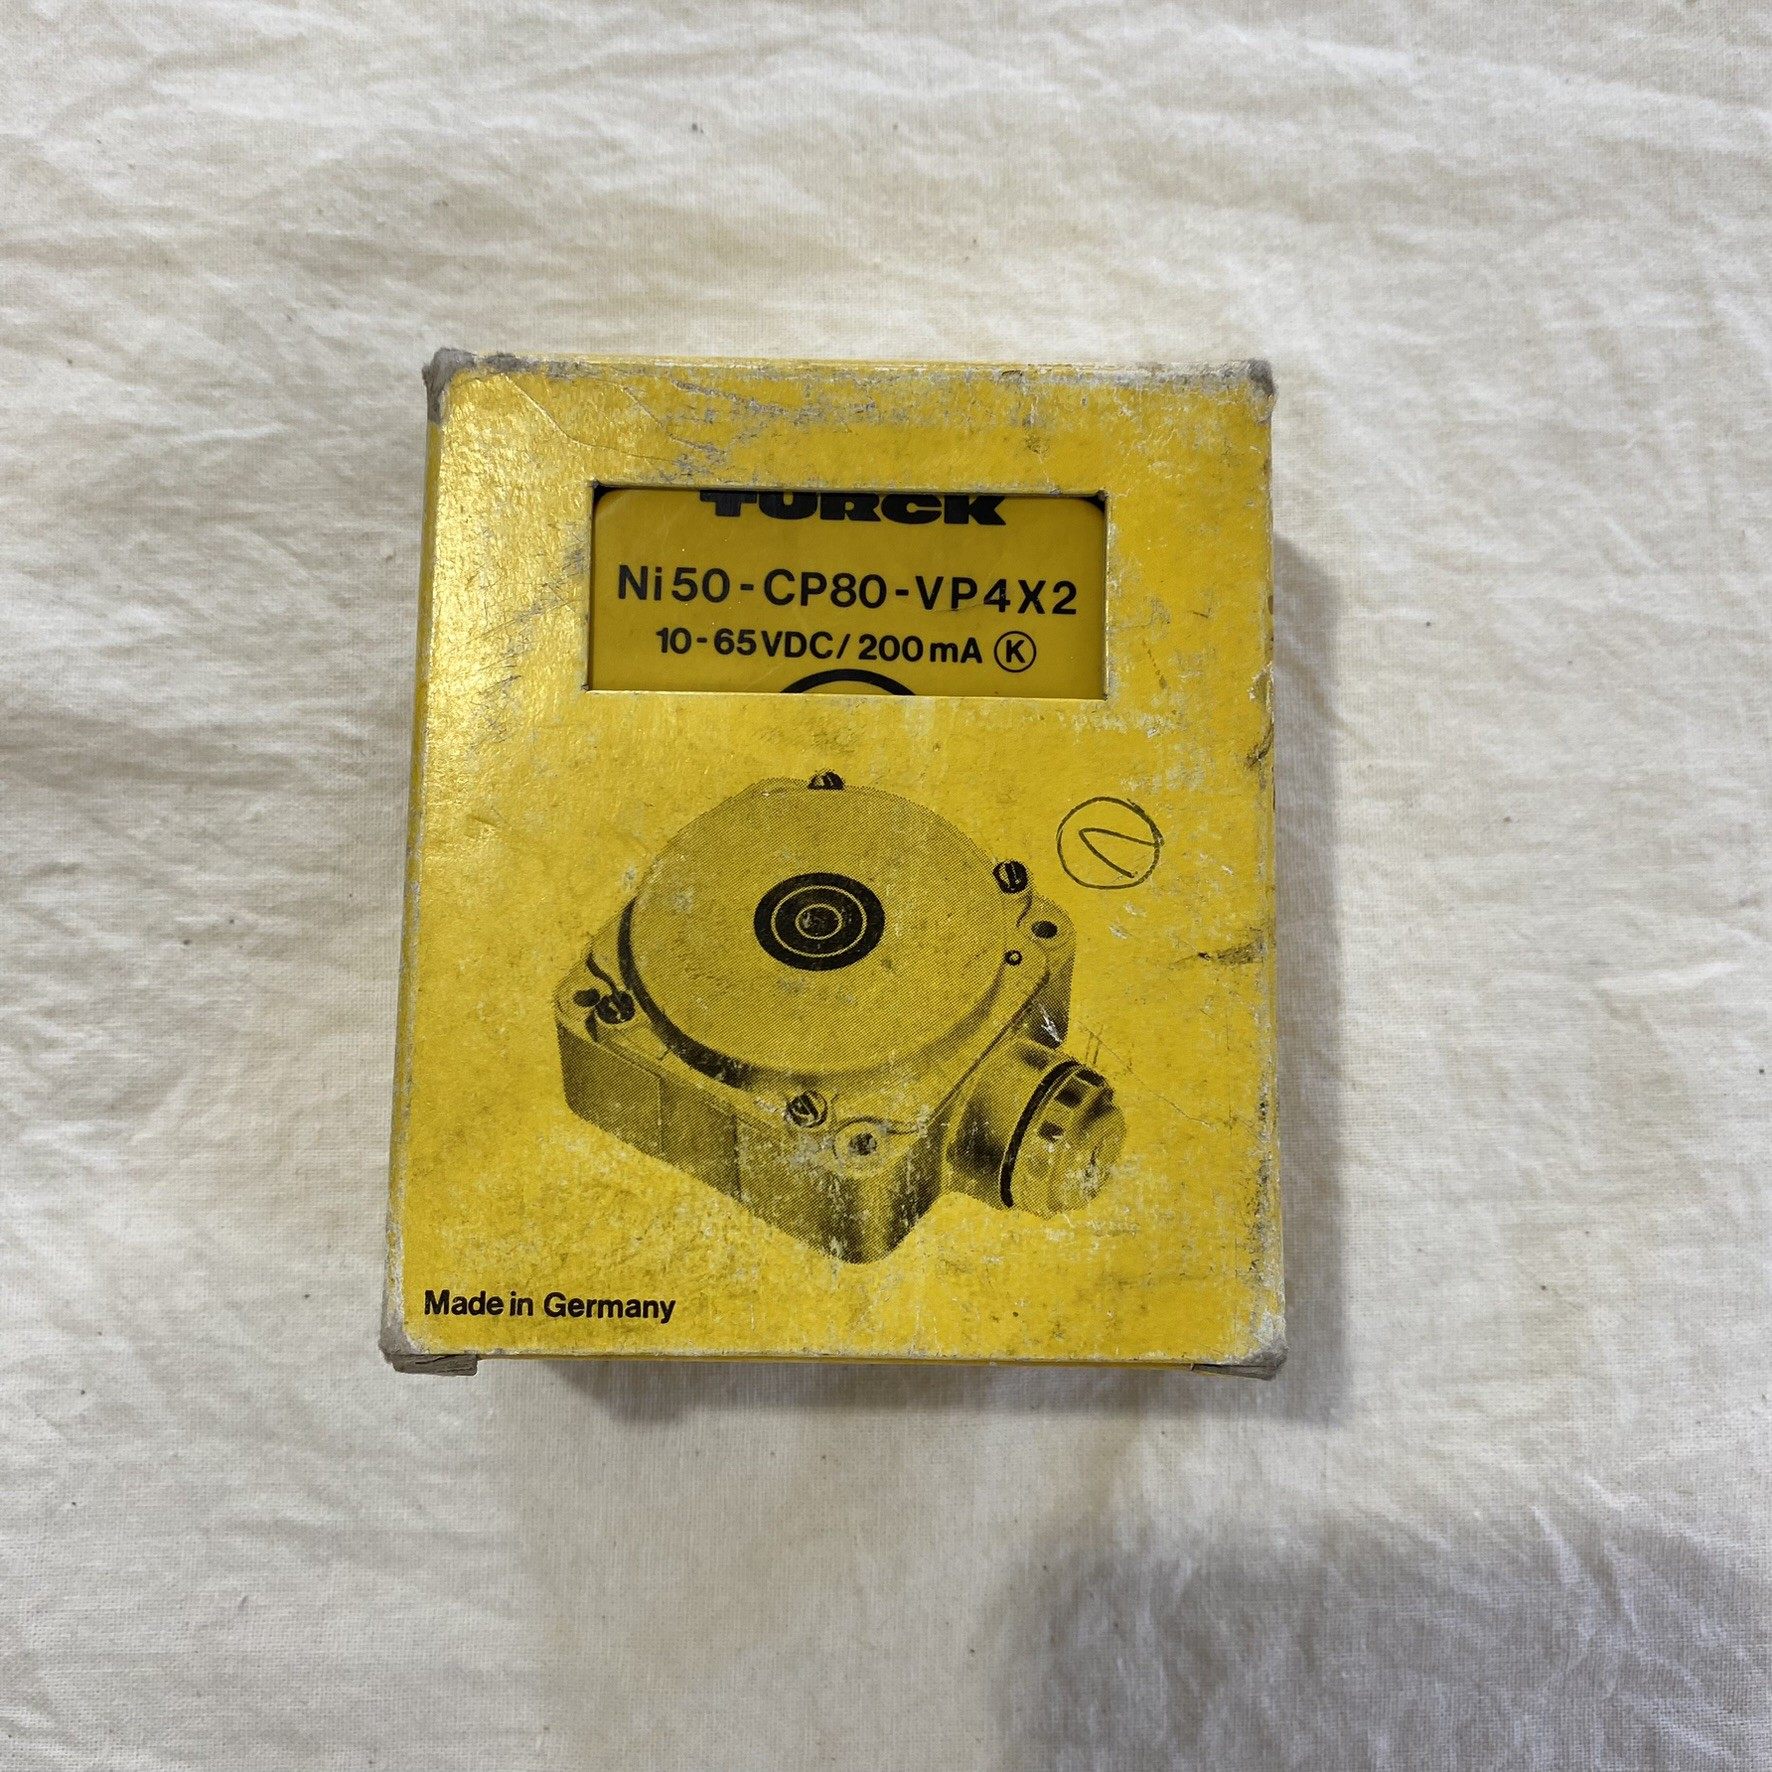 TURCK
Ni50-CP80-VP4X2
10-65VDC/200mA K
Made in Germany